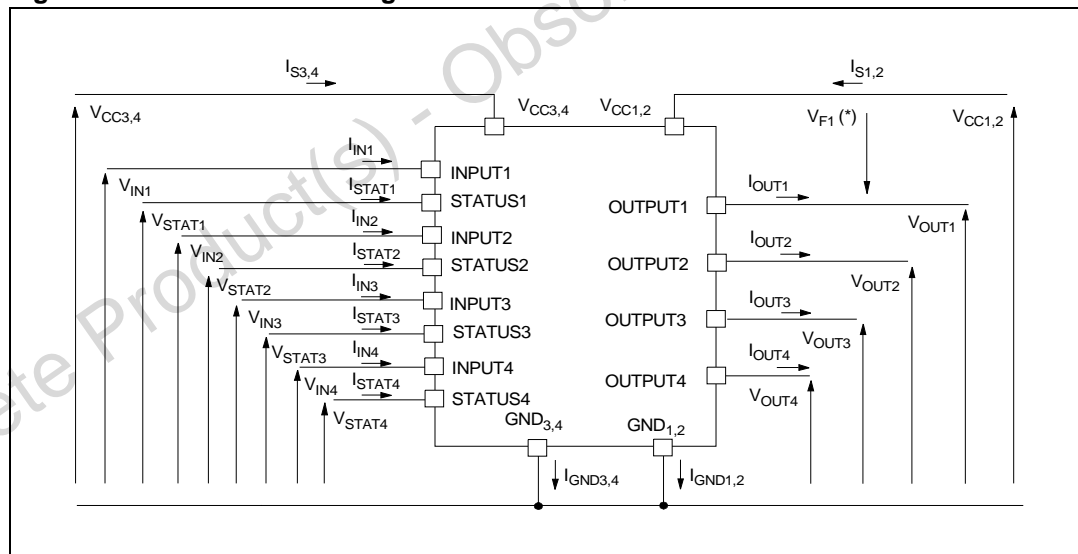 I_S3,4
I_S1,2
V_CC3,4
V_CC3,4
V_CC1,2
V_F1 (*)
V_CC1,2
I_IN1
INPUT1
V_IN1
I_STAT1
STATUS1
V_STAT1
I_IN2
INPUT2
V_IN2
I_STAT2
STATUS2
V_STAT2
I_IN3
INPUT3
V_IN3
I_STAT3
STATUS3
V_STAT3
I_IN4
INPUT4
V_IN4
I_STAT4
STATUS4
V_STAT4
I_OUT1
OUTPUT1
V_OUT1
I_OUT2
OUTPUT2
V_OUT2
I_OUT3
OUTPUT3
V_OUT3
I_OUT4
OUTPUT4
V_OUT4
GND_3,4
GND_1,2
I_GND3,4
I_GND1,2
ete Product(s) - Obso